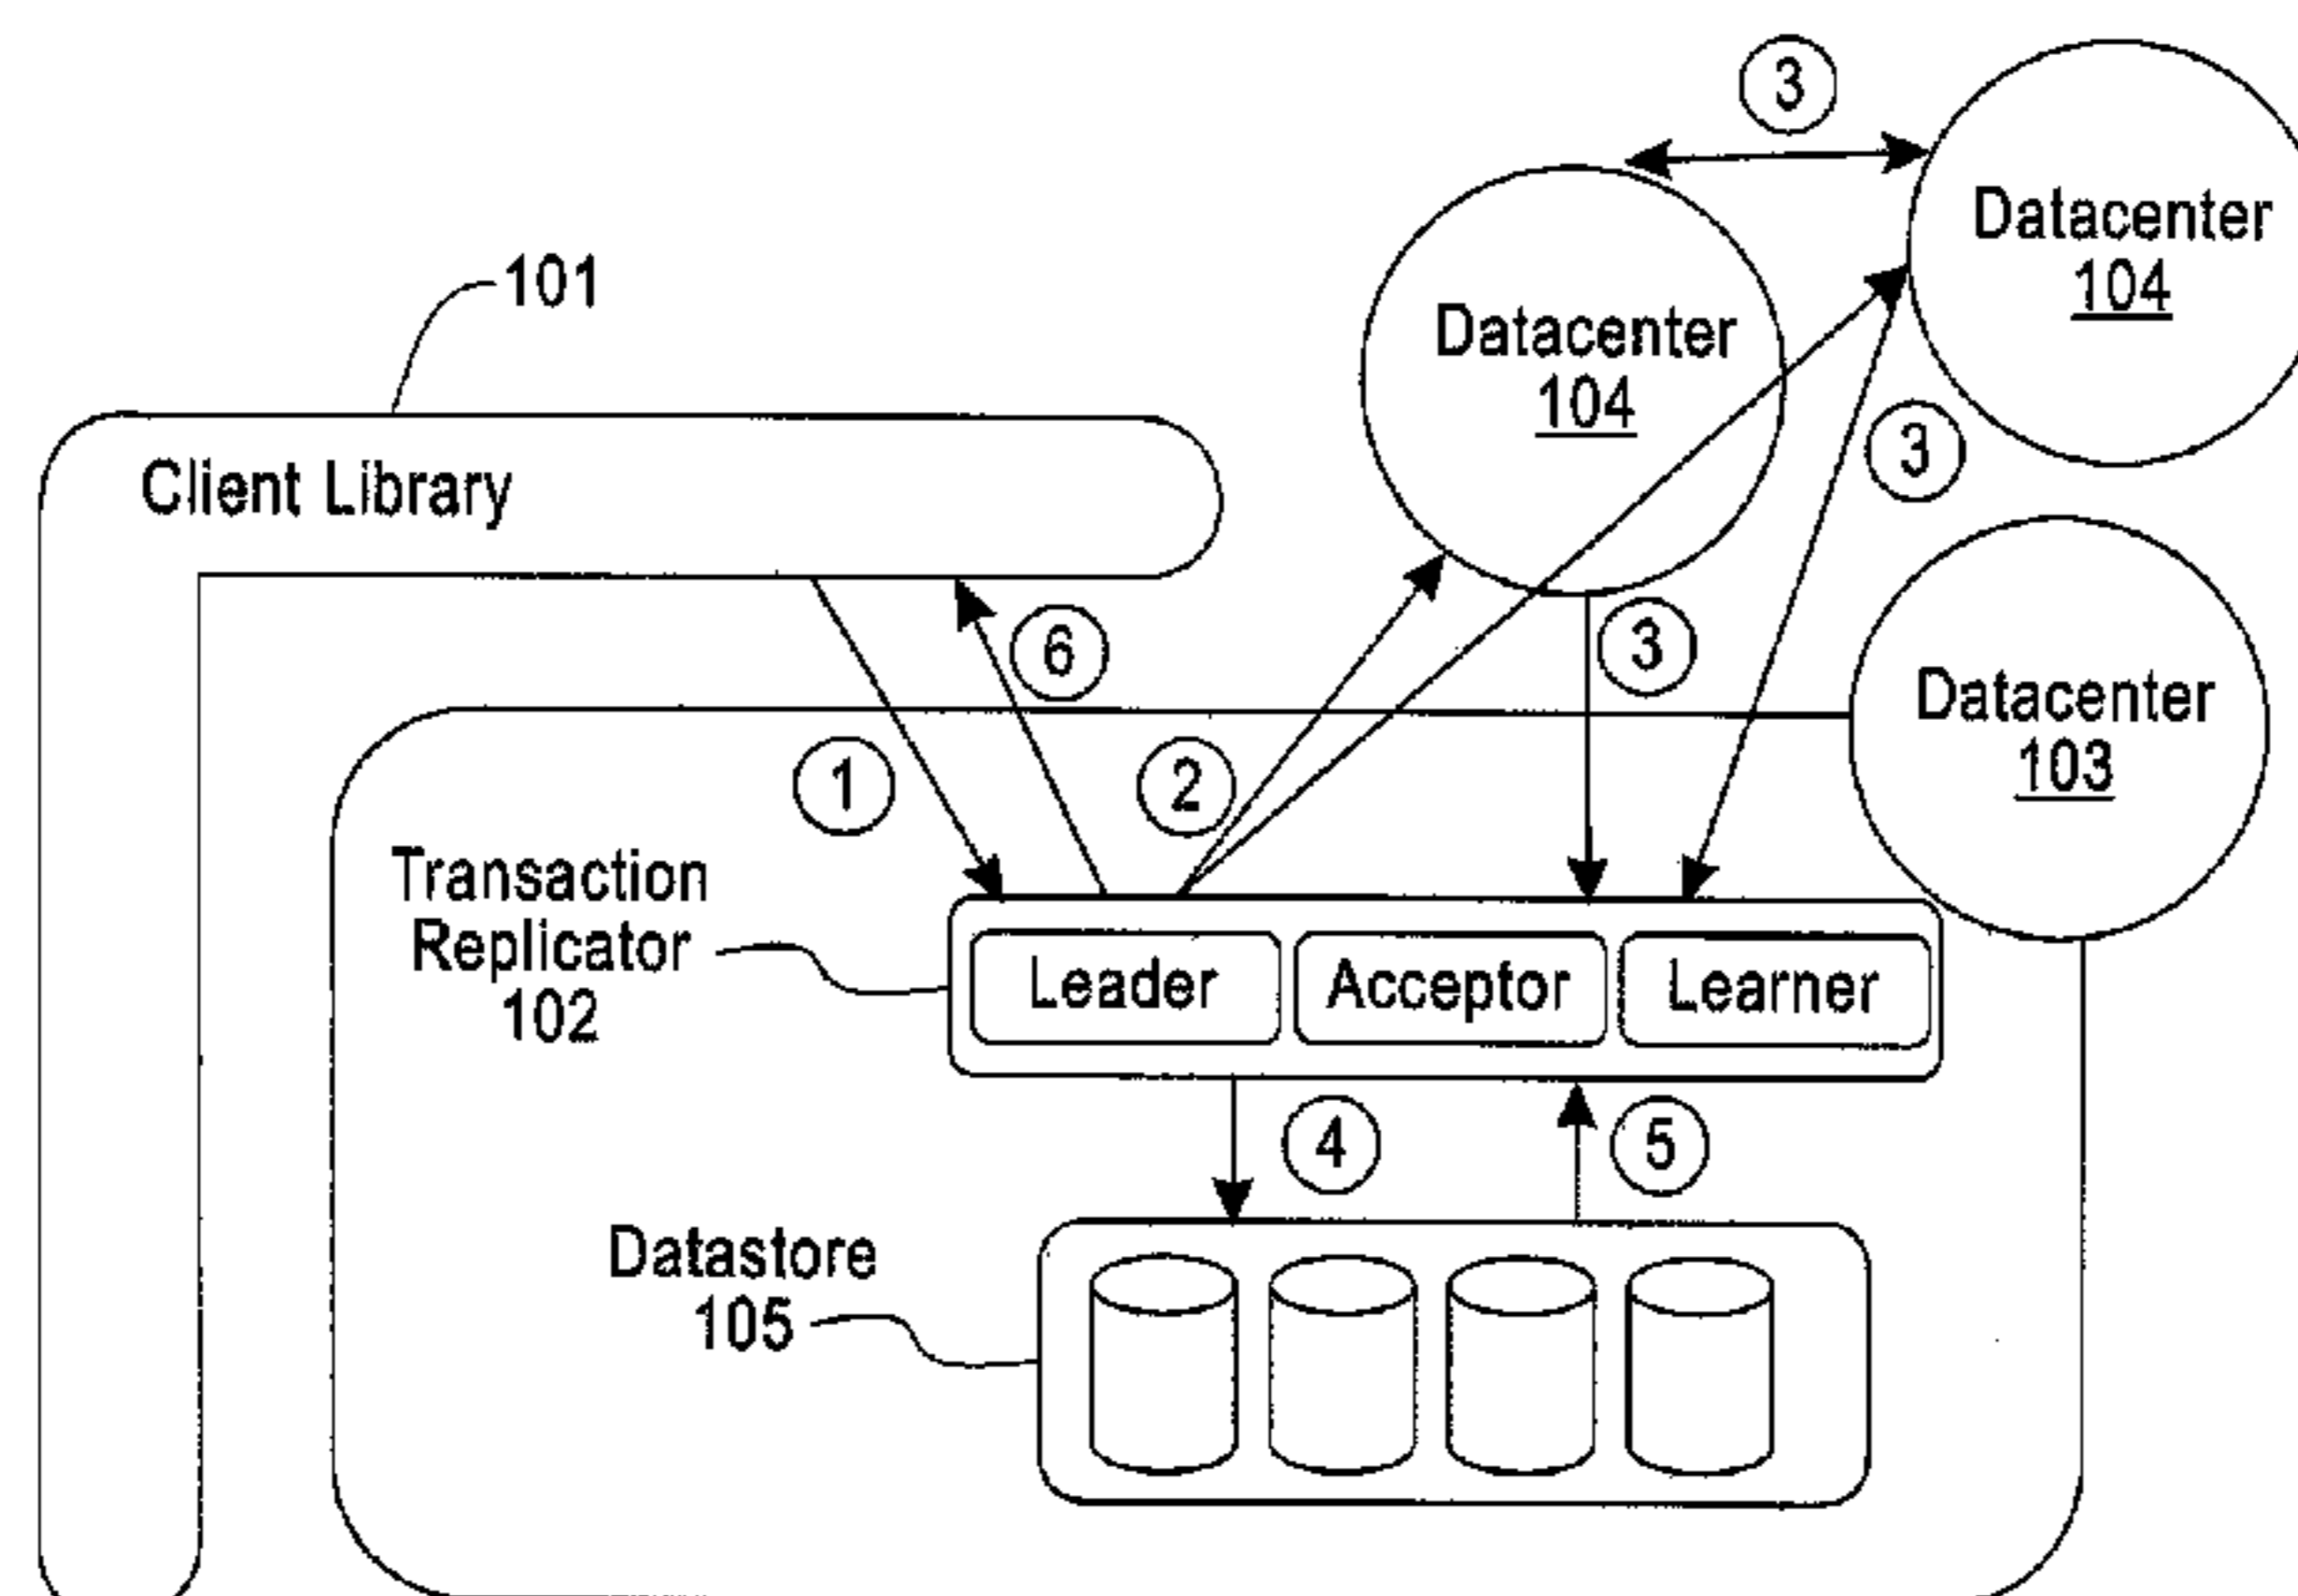 3
Datacenter
104
101
Datacenter
104
Client Library
3
6
3
Datacenter
103
1
2
Transaction
Replicator
102
Leader
Acceptor
Learner
4
5
Datastore
105